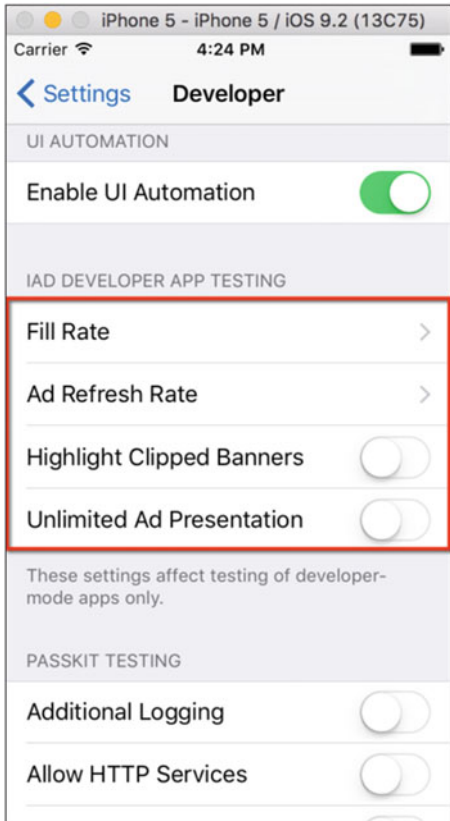 iPhone 5 - iPhone 5 / iOS 9.2 (13C75)
Carrier 4:24 PM
Settings Developer
UI AUTOMATION
Enable UI Automation
IAD DEVELOPER APP TESTING
Fill Rate
Ad Refresh Rate
Highlight Clipped Banners
Unlimited Ad Presentation
These settings affect testing of developer-
mode apps only.
PASSKIT TESTING
Additional Logging
Allow HTTP Services